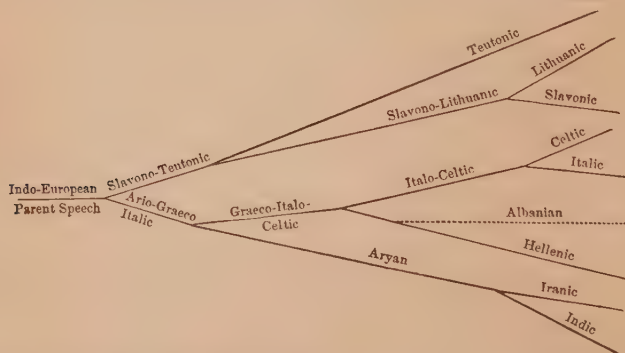 Teutonic
Lithuanic
Slavono-Lithuanic
Slavonic
Slavono-Teutonic
Indo-European
Parent Speech
Ario-Graeco
Italic
Graeco-Italo-
Celtic
Italo-Celtic
Celtic
Italic
Albanian
Hellenic
Aryan
Iranic
Indic